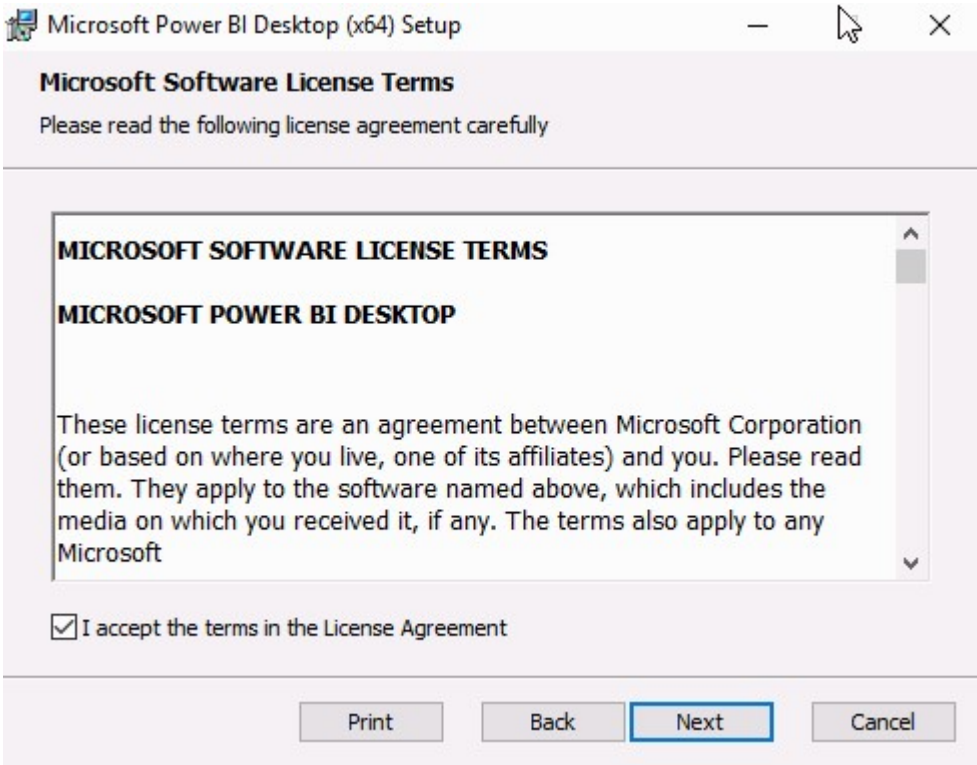 Microsoft Power BI Desktop (x64) Setup
Microsoft Software License Terms
Please read the following license agreement carefully
MICROSOFT SOFTWARE LICENSE TERMS
MICROSOFT POWER BI DESKTOP
These license terms are an agreement between Microsoft Corporation
(or based on where you live, one of its affiliates) and you. Please read
them. They apply to the software named above, which includes the
media on which you received it, if any. The terms also apply to any
Microsoft
I accept the terms in the License Agreement
Print Back Next Cancel